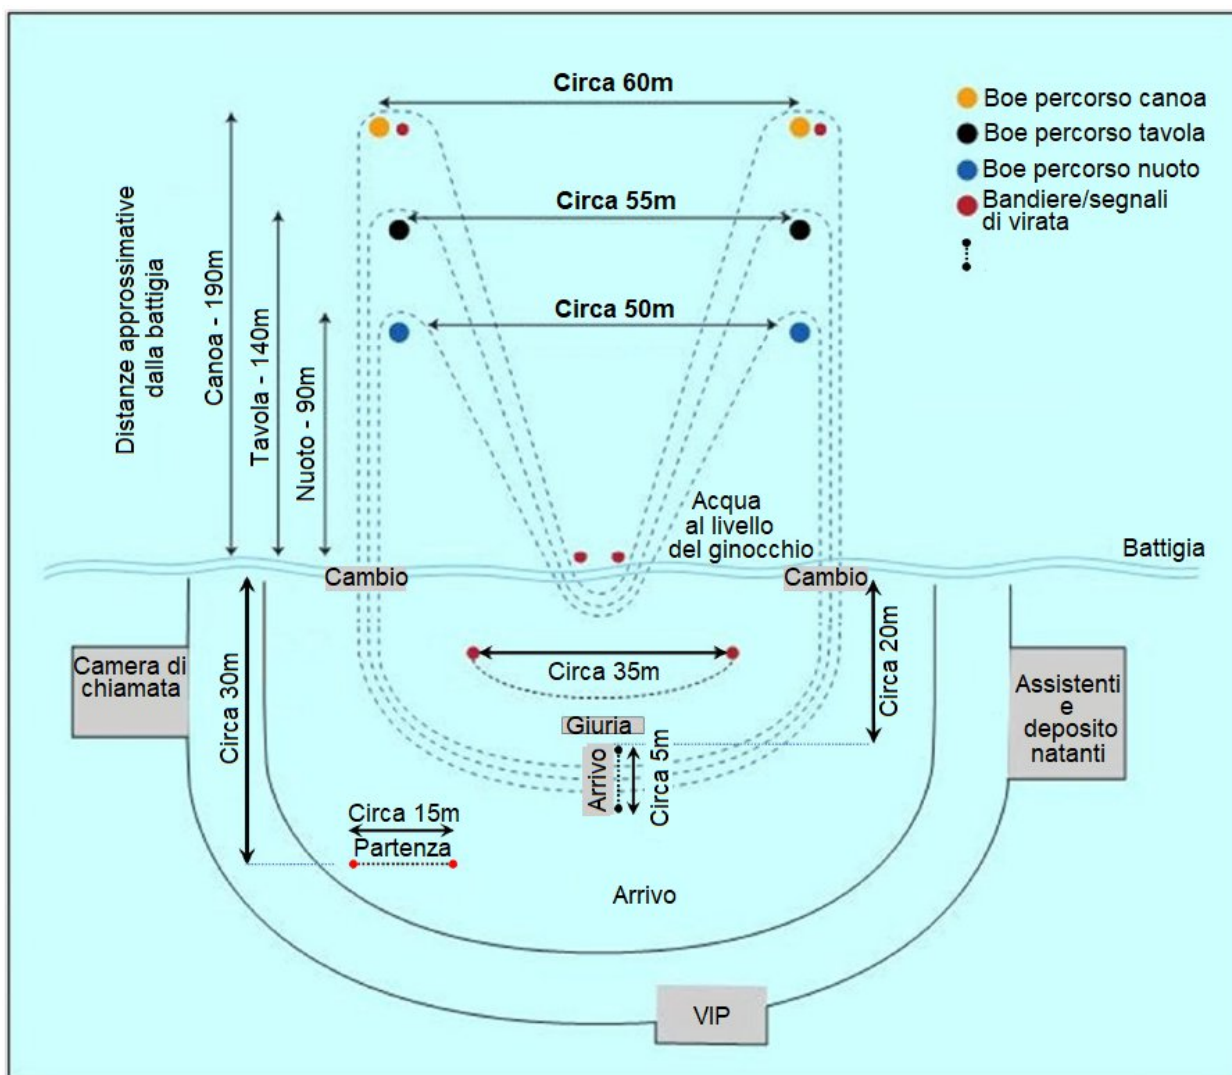 Circa 60m
Boe percorso canoa
Boe percorso tavola
Boe percorso nuoto
Bandiere/segnali
di virata
Circa 55m
Circa 50m
Distanze approssimative
dalla battigia
Canoa - 190m
Tavola - 140m
Nuoto - 90m
Acqua
al livello
del ginocchio
Battigia
Cambio
Cambio
Camera di
chiamata
Circa 30m
Circa 35m
Circa 20m
Assistenti
e
deposito
natanti
Giuria
Arrivo
Circa 5m
Circa 15m
Partenza
Arrivo
VIP